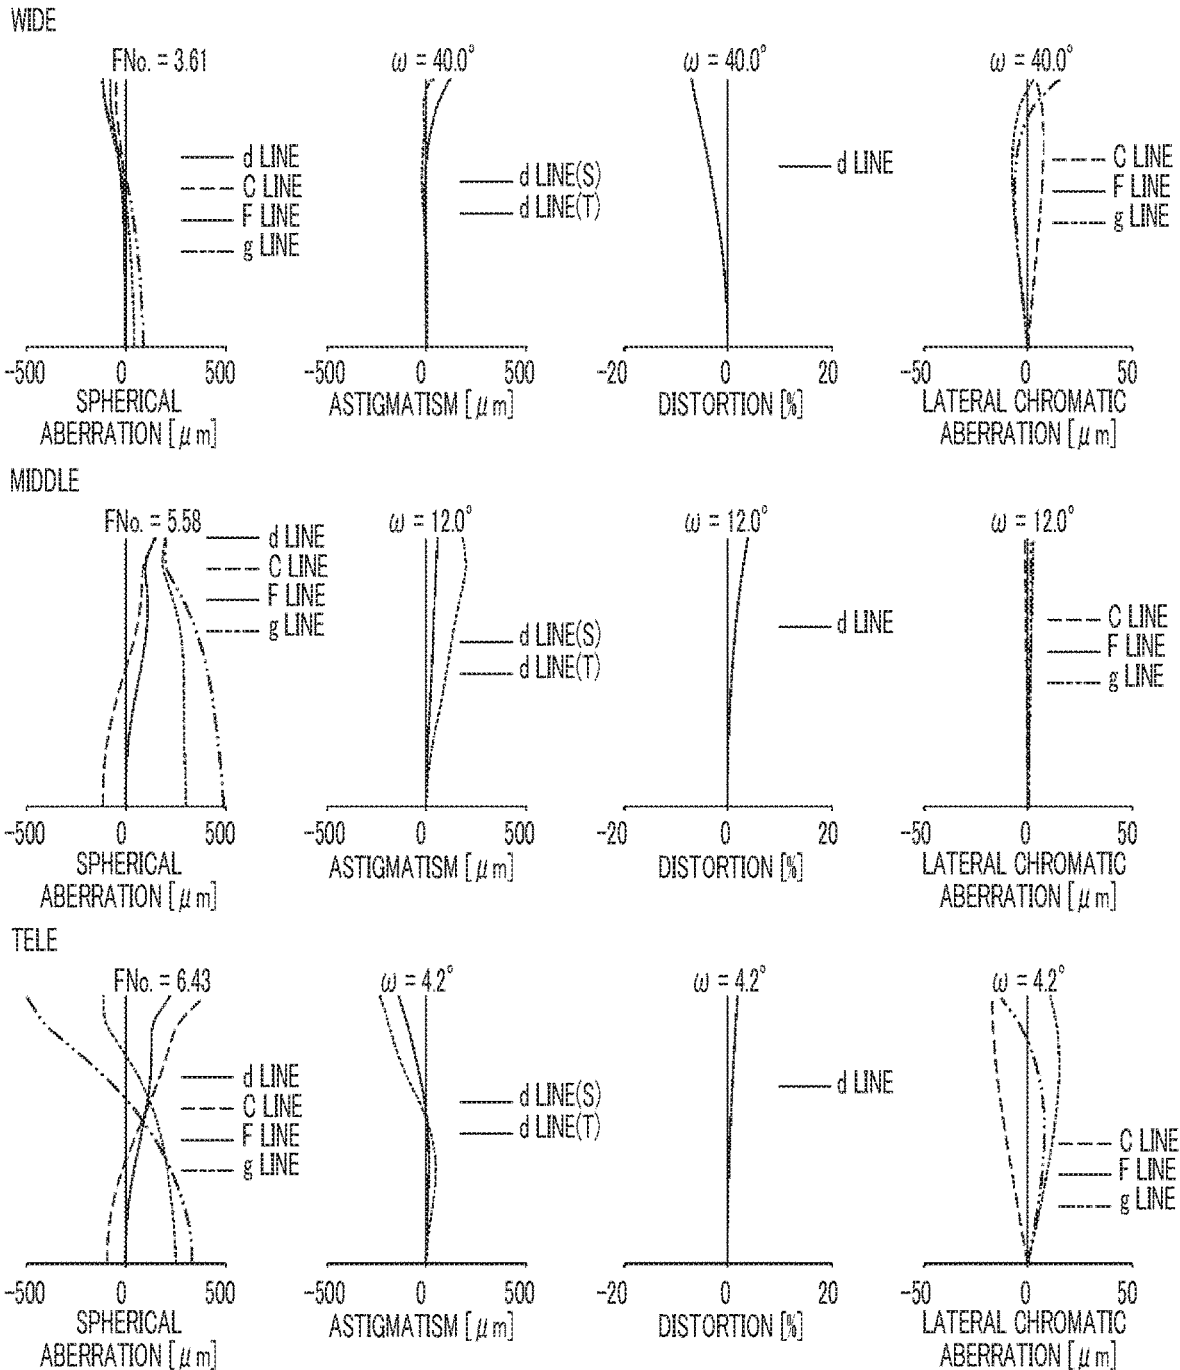 WIDE
FNo. = 3.61
ω = 40.0°
ω = 40.0°
ω = 40.0°
d LINE
C LINE
F LINE
g LINE
d LINE(S)
d LINE(T)
d LINE
C LINE
F LINE
g LINE
-500 0 500
-500 0 500
-20 0 20
-50 0 50
SPHERICAL
ABERRATION [μm]
ASTIGMATISM [μm]
DISTORTION [%]
LATERAL CHROMATIC
ABERRATION [μm]
MIDDLE
FNo. = 5.58
ω = 12.0°
ω = 12.0°
ω = 12.0°
d LINE
C LINE
F LINE
g LINE
d LINE(S)
d LINE(T)
d LINE
C LINE
F LINE
g LINE
-500 0 500
-500 0 500
-20 0 20
-50 0 50
SPHERICAL
ABERRATION [μm]
ASTIGMATISM [μm]
DISTORTION [%]
LATERAL CHROMATIC
ABERRATION [μm]
TELE
FNo. = 6.43
ω = 4.2°
ω = 4.2°
ω = 4.2°
d LINE
C LINE
F LINE
g LINE
d LINE(S)
d LINE(T)
d LINE
C LINE
F LINE
g LINE
-500 0 500
-500 0 500
-20 0 20
-50 0 50
SPHERICAL
ABERRATION [μm]
ASTIGMATISM [μm]
DISTORTION [%]
LATERAL CHROMATIC
ABERRATION [μm]